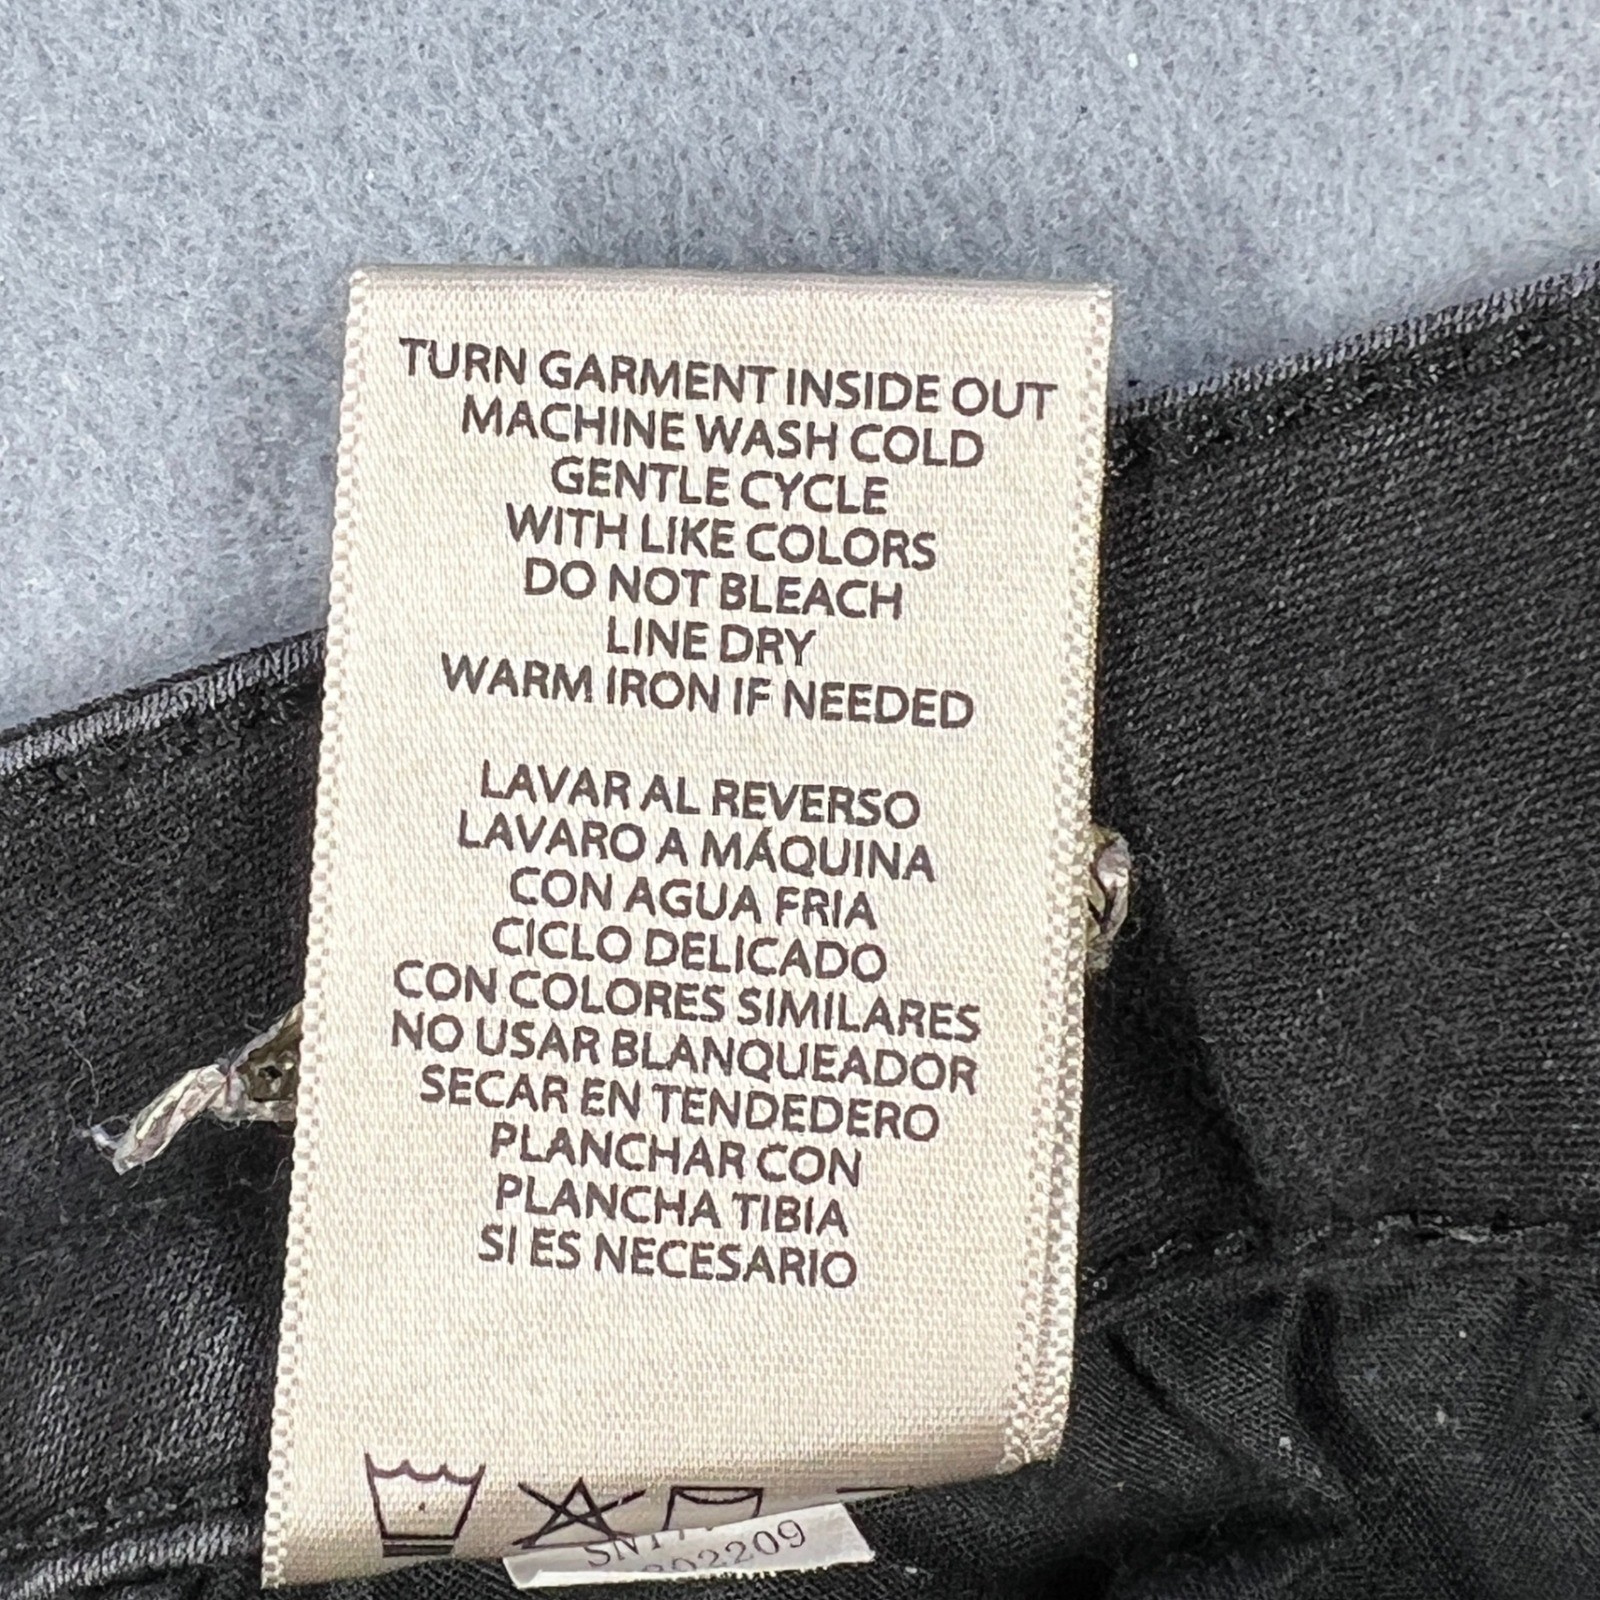 TURN GARMENT INSIDE OUT
MACHINE WASH COLD
GENTLE CYCLE
WITH LIKE COLORS
DO NOT BLEACH
LINE DRY
WARM IRON IF NEEDED
LAVAR AL REVERSO
LAVARO A MÁQUINA
CON AGUA FRIA
CICLO DELICADO
CON COLORES SIMILARES
NO USAR BLANQUEADOR
SECAR EN TENDEDERO
PLANCHAR CON
PLANCHA TIBIA
SI ES NECESARIO